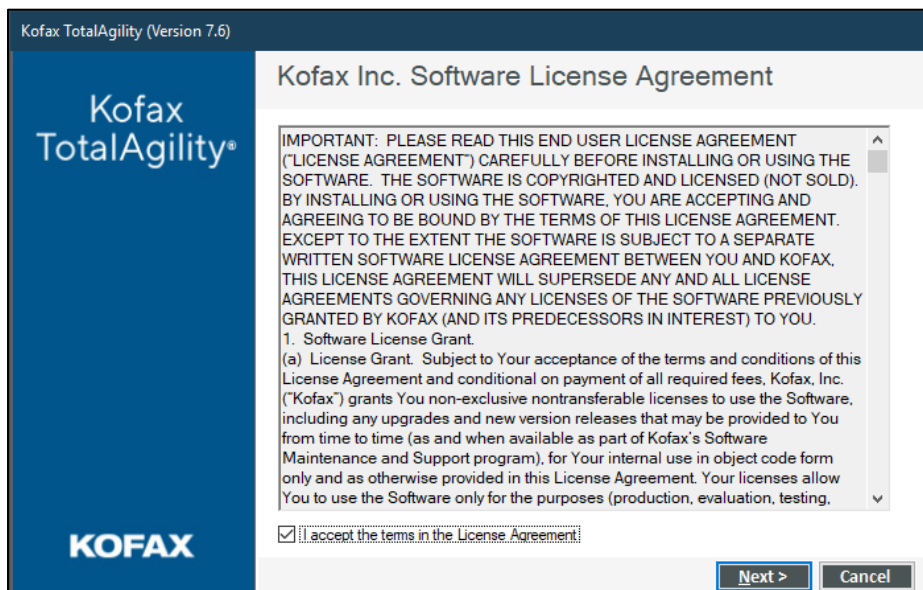 Kofax TotalAgility (Version 7.6)
Kofax
TotalAgility®
Kofax Inc. Software License Agreement
IMPORTANT: PLEASE READ THIS END USER LICENSE AGREEMENT
("LICENSE AGREEMENT") CAREFULLY BEFORE INSTALLING OR USING THE
SOFTWARE. THE SOFTWARE IS COPYRIGHTED AND LICENSED (NOT SOLD).
BY INSTALLING OR USING THE SOFTWARE, YOU ARE ACCEPTING AND
AGREEING TO BE BOUND BY THE TERMS OF THIS LICENSE AGREEMENT.
EXCEPT TO THE EXTENT THE SOFTWARE IS SUBJECT TO A SEPARATE
WRITTEN SOFTWARE LICENSE AGREEMENT BETWEEN YOU AND KOFAX,
THIS LICENSE AGREEMENT WILL SUPERSEDE ANY AND ALL LICENSE
AGREEMENTS GOVERNING ANY LICENSES OF THE SOFTWARE PREVIOUSLY
GRANTED BY KOFAX (AND ITS PREDECESSORS IN INTEREST) TO YOU.
1. Software License Grant.
(a) License Grant. Subject to Your acceptance of the terms and conditions of this
License Agreement and conditional on payment of all required fees, Kofax, Inc.
("Kofax") grants You non-exclusive nontransferable licenses to use the Software,
including any upgrades and new version releases that may be provided to You
from time to time (as and when available as part of Kofax's Software
Maintenance and Support program), for Your internal use in object code form
only and as otherwise provided in this License Agreement. Your licenses allow
You to use the Software only for the purposes (production, evaluation, testing,
I accept the terms in the License Agreement
KOFAX
Next >
Cancel